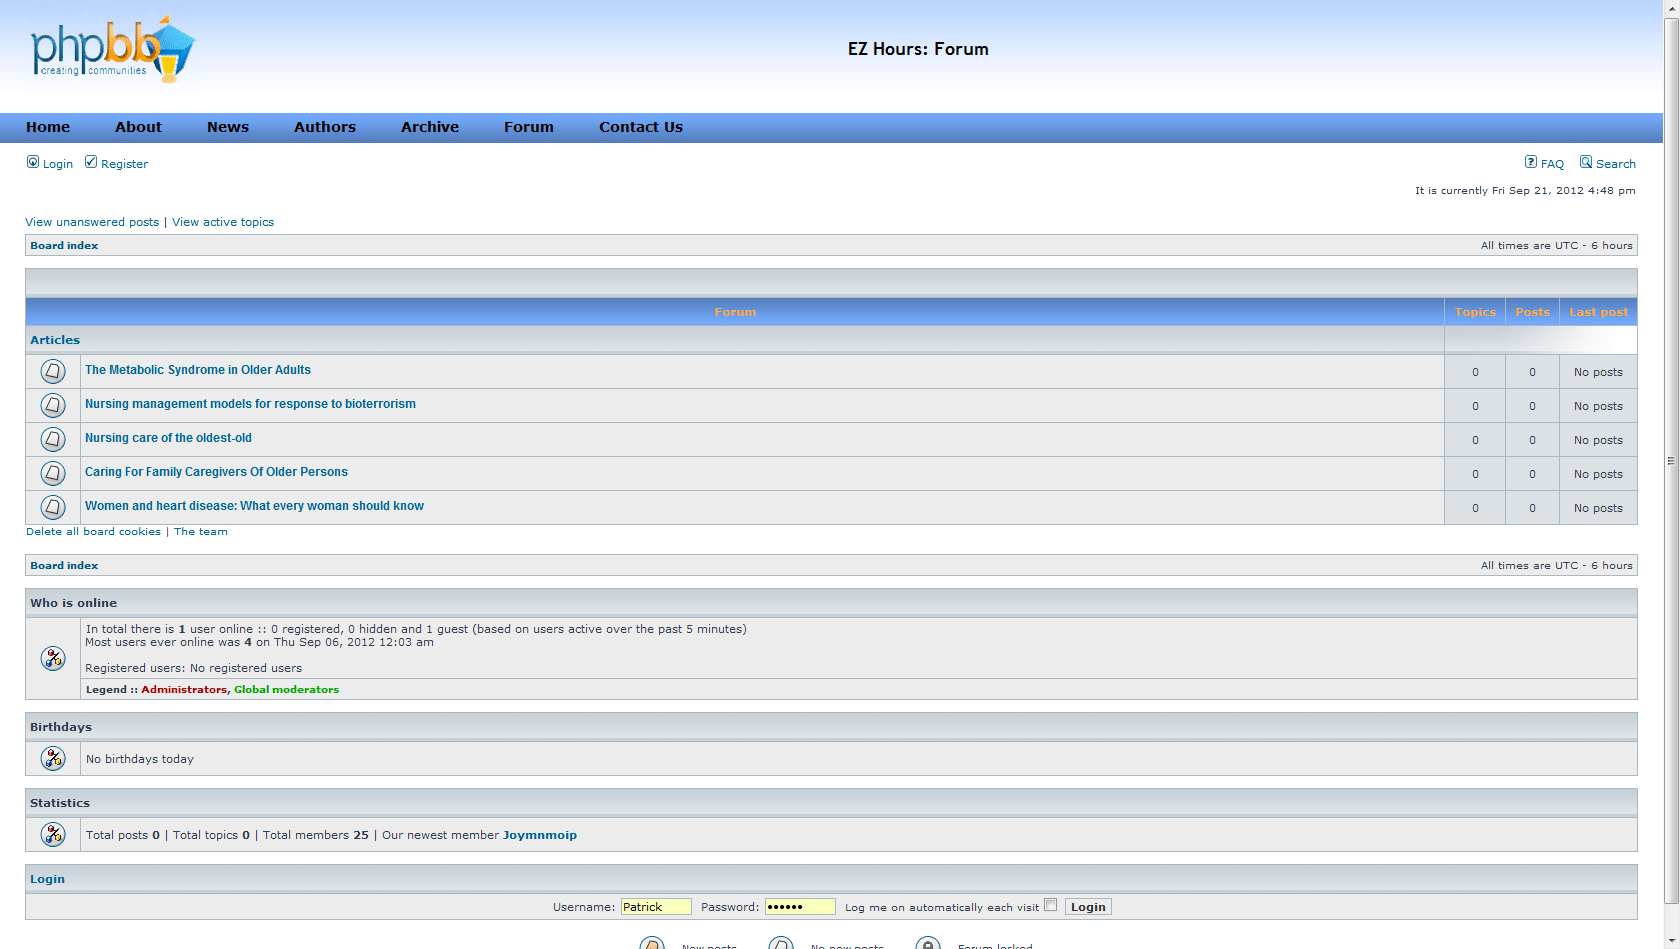 phpbb
creating communities
EZ Hours: Forum
Home About News Authors Archive Forum Contact Us
Login Register FAQ Search
It is currently Fri Sep 21, 2012 4:48 pm
View unanswered posts | View active topics
Board index All times are UTC - 6 hours
Forum Topics Posts Last post
Articles
The Metabolic Syndrome in Older Adults 0 0 No posts
Nursing management models for response to bioterrorism 0 0 No posts
Nursing care of the oldest-old 0 0 No posts
Caring For Family Caregivers Of Older Persons 0 0 No posts
Women and heart disease: What every woman should know 0 0 No posts
Delete all board cookies | The team
Board index All times are UTC - 6 hours
Who is online
In total there is 1 user online :: 0 registered, 0 hidden and 1 guest (based on users active over the past 5 minutes)
Most users ever online was 4 on Thu Sep 06, 2012 12:03 am
Registered users: No registered users
Legend :: Administrators, Global moderators
Birthdays
No birthdays today
Statistics
Total posts 0 | Total topics 0 | Total members 25 | Our newest member Joymnmoip
Login
Username: Patrick Password: •••••• Log me on automatically each visit Login
New posts No new posts Forum locked